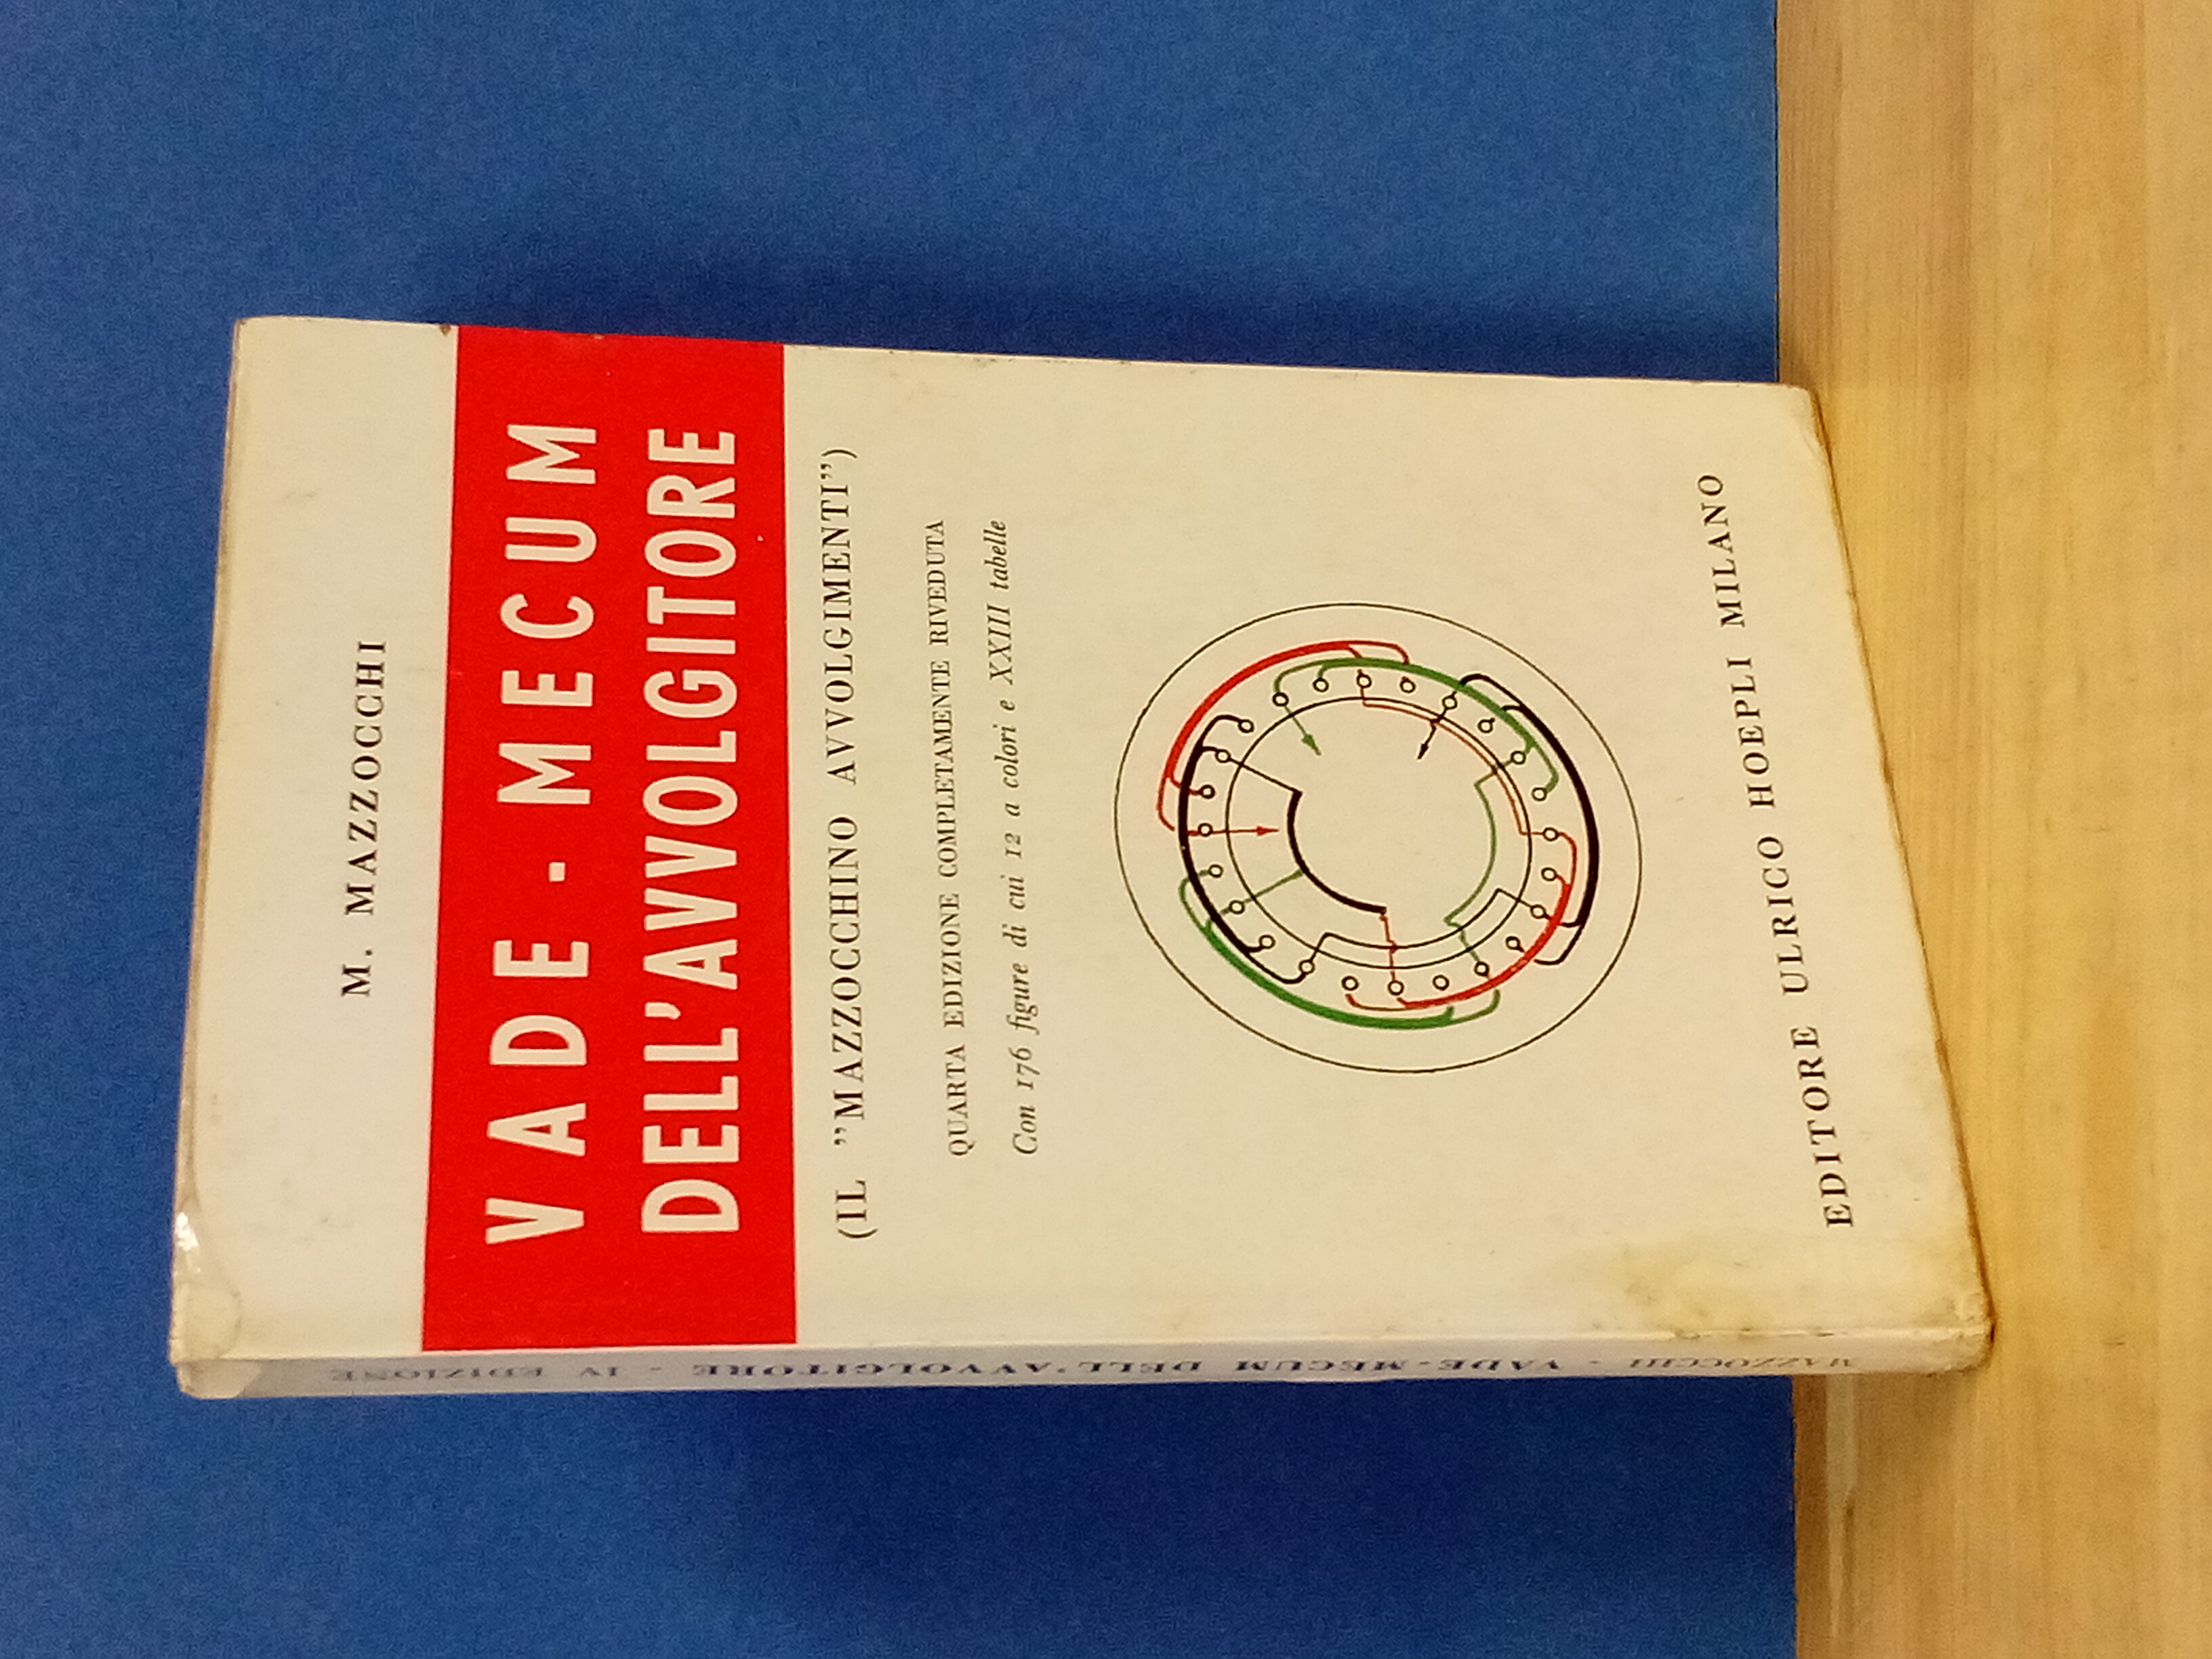 M. MAZZOCCHI
VADE - MECUM
DELL'AVVOLGITORE
(IL "MAZZOCCHINO AVVOLGIMENTI")
QUARTA EDIZIONE COMPLETAMENTE RIVEDUTA
Con 176 figure di cui 12 a colori e XXIII tabelle
EDITORE ULRICO HOEPLI MILANO
MAZZOCCHI - VADE-MECUM DELL'AVVOLGITORE - IV EDIZIONE